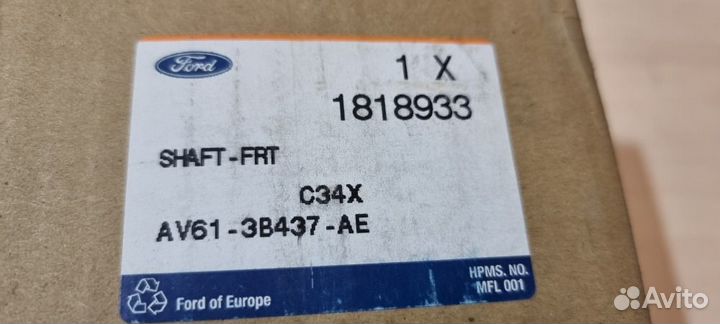 Ford
1 X
1818933
SHAFT-FRT
C34X
AV61-3B437-AE
HPMS. NO.
MFL 001
Ford of Europe
Avito